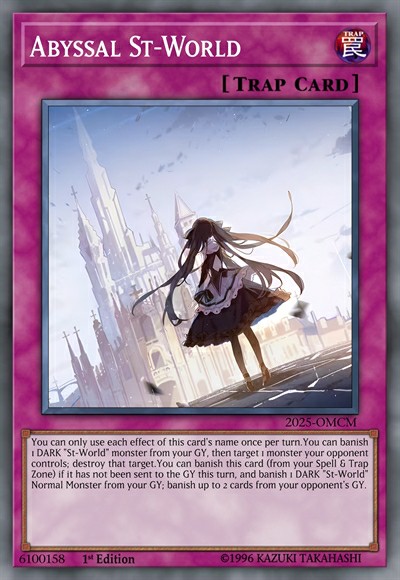 Abyssal St-World
TRAP
罠
[Trap Card]
2025-OMCM
You can only use each effect of this card's name once per turn.You can banish
1 DARK "St-World" monster from your GY, then target 1 monster your opponent
controls; destroy that target.You can banish this card (from your Spell & Trap
Zone) if it has not been sent to the GY this turn, and banish 1 DARK "St-World"
Normal Monster from your GY; banish up to 2 cards from your opponent's GY.
6100158 1st Edition ©1996 KAZUKI TAKAHASHI